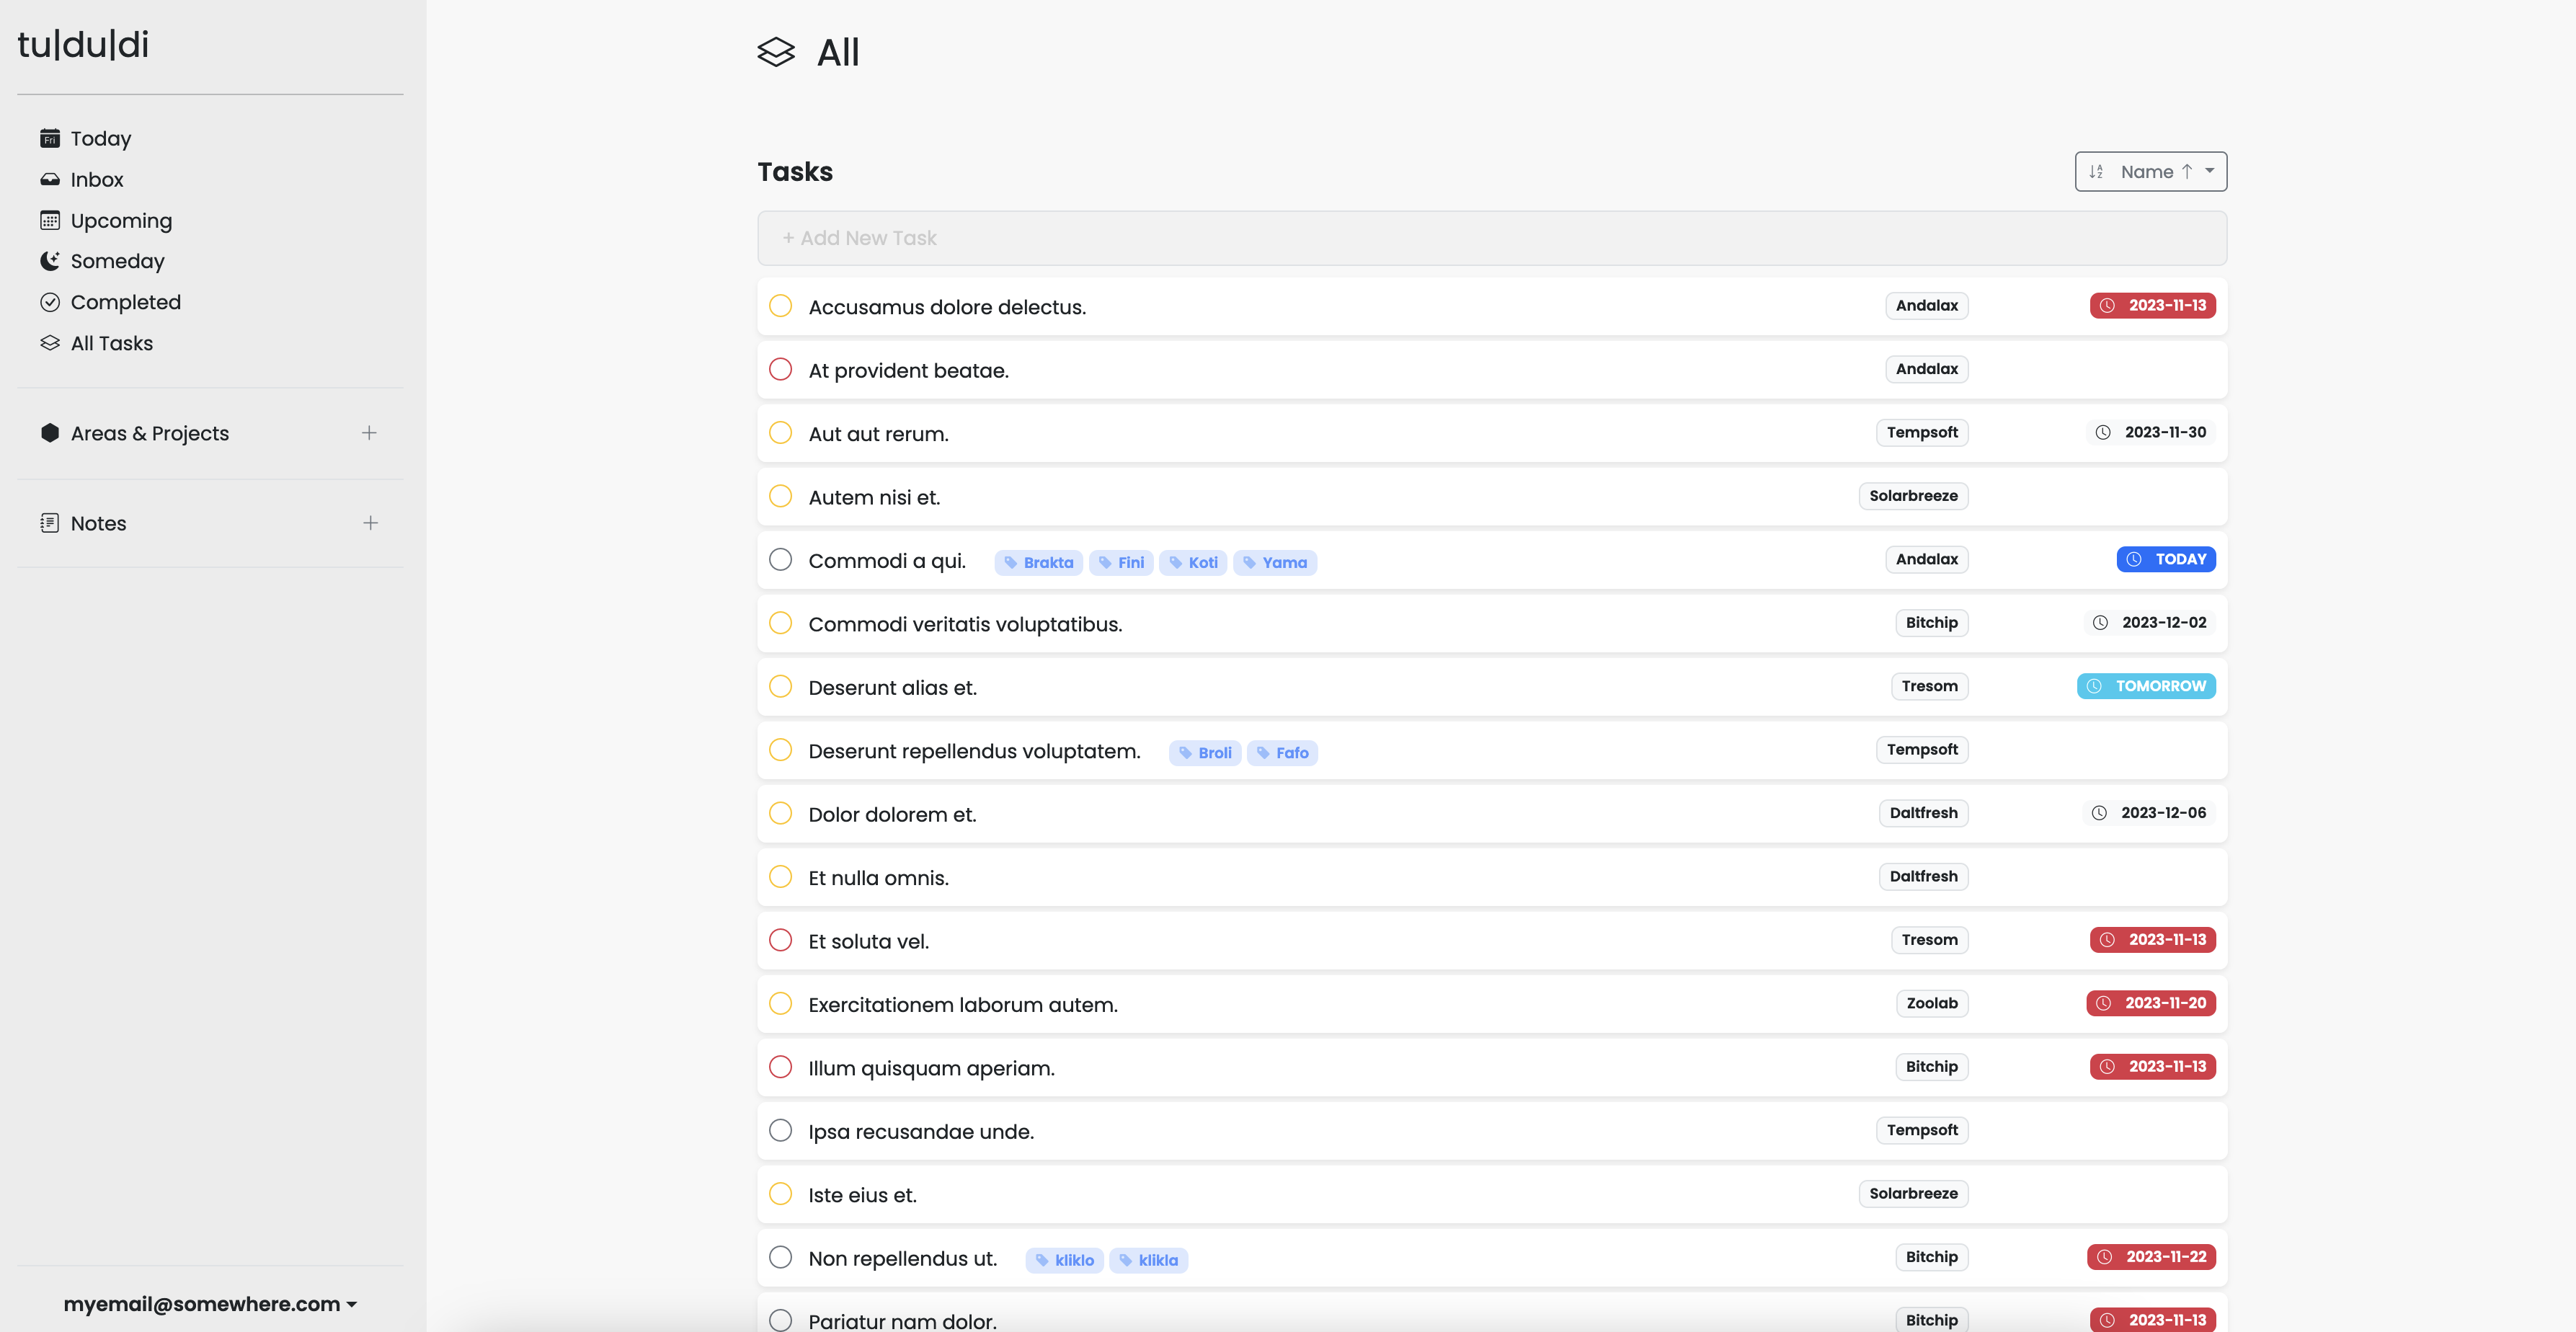 tu|du|di
Fri Today
Inbox
Upcoming
Someday
Completed
All Tasks
Areas & Projects +
Notes +
myemail@somewhere.com
All
Tasks
Name ↑
+ Add New Task
Accusamus dolore delectus. Andalax 2023-11-13
At provident beatae. Andalax
Aut aut rerum. Tempsoft 2023-11-30
Autem nisi et. Solarbreeze
Commodi a qui. Brakta Fini Koti Yama Andalax TODAY
Commodi veritatis voluptatibus. Bitchip 2023-12-02
Deserunt alias et. Tresom TOMORROW
Deserunt repellendus voluptatem. Broli Fafo Tempsoft
Dolor dolorem et. Daltfresh 2023-12-06
Et nulla omnis. Daltfresh
Et soluta vel. Tresom 2023-11-13
Exercitationem laborum autem. Zoolab 2023-11-20
Illum quisquam aperiam. Bitchip 2023-11-13
Ipsa recusandae unde. Tempsoft
Iste eius et. Solarbreeze
Non repellendus ut. kliklo klikla Bitchip 2023-11-22
Pariatur nam dolor. Bitchip 2023-11-13